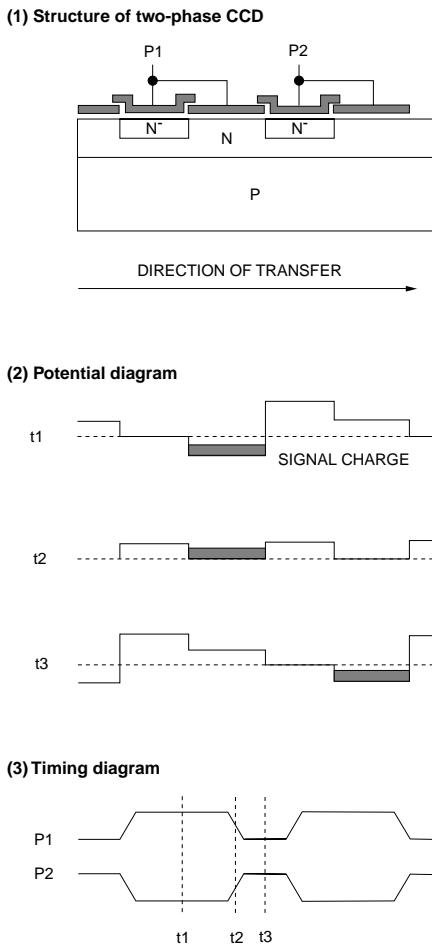 (1) Structure of two-phase CCD
P1 P2
N- N N-
P
DIRECTION OF TRANSFER
(2) Potential diagram
t1
SIGNAL CHARGE
t2
t3
(3) Timing diagram
P1
P2
t1 t2 t3